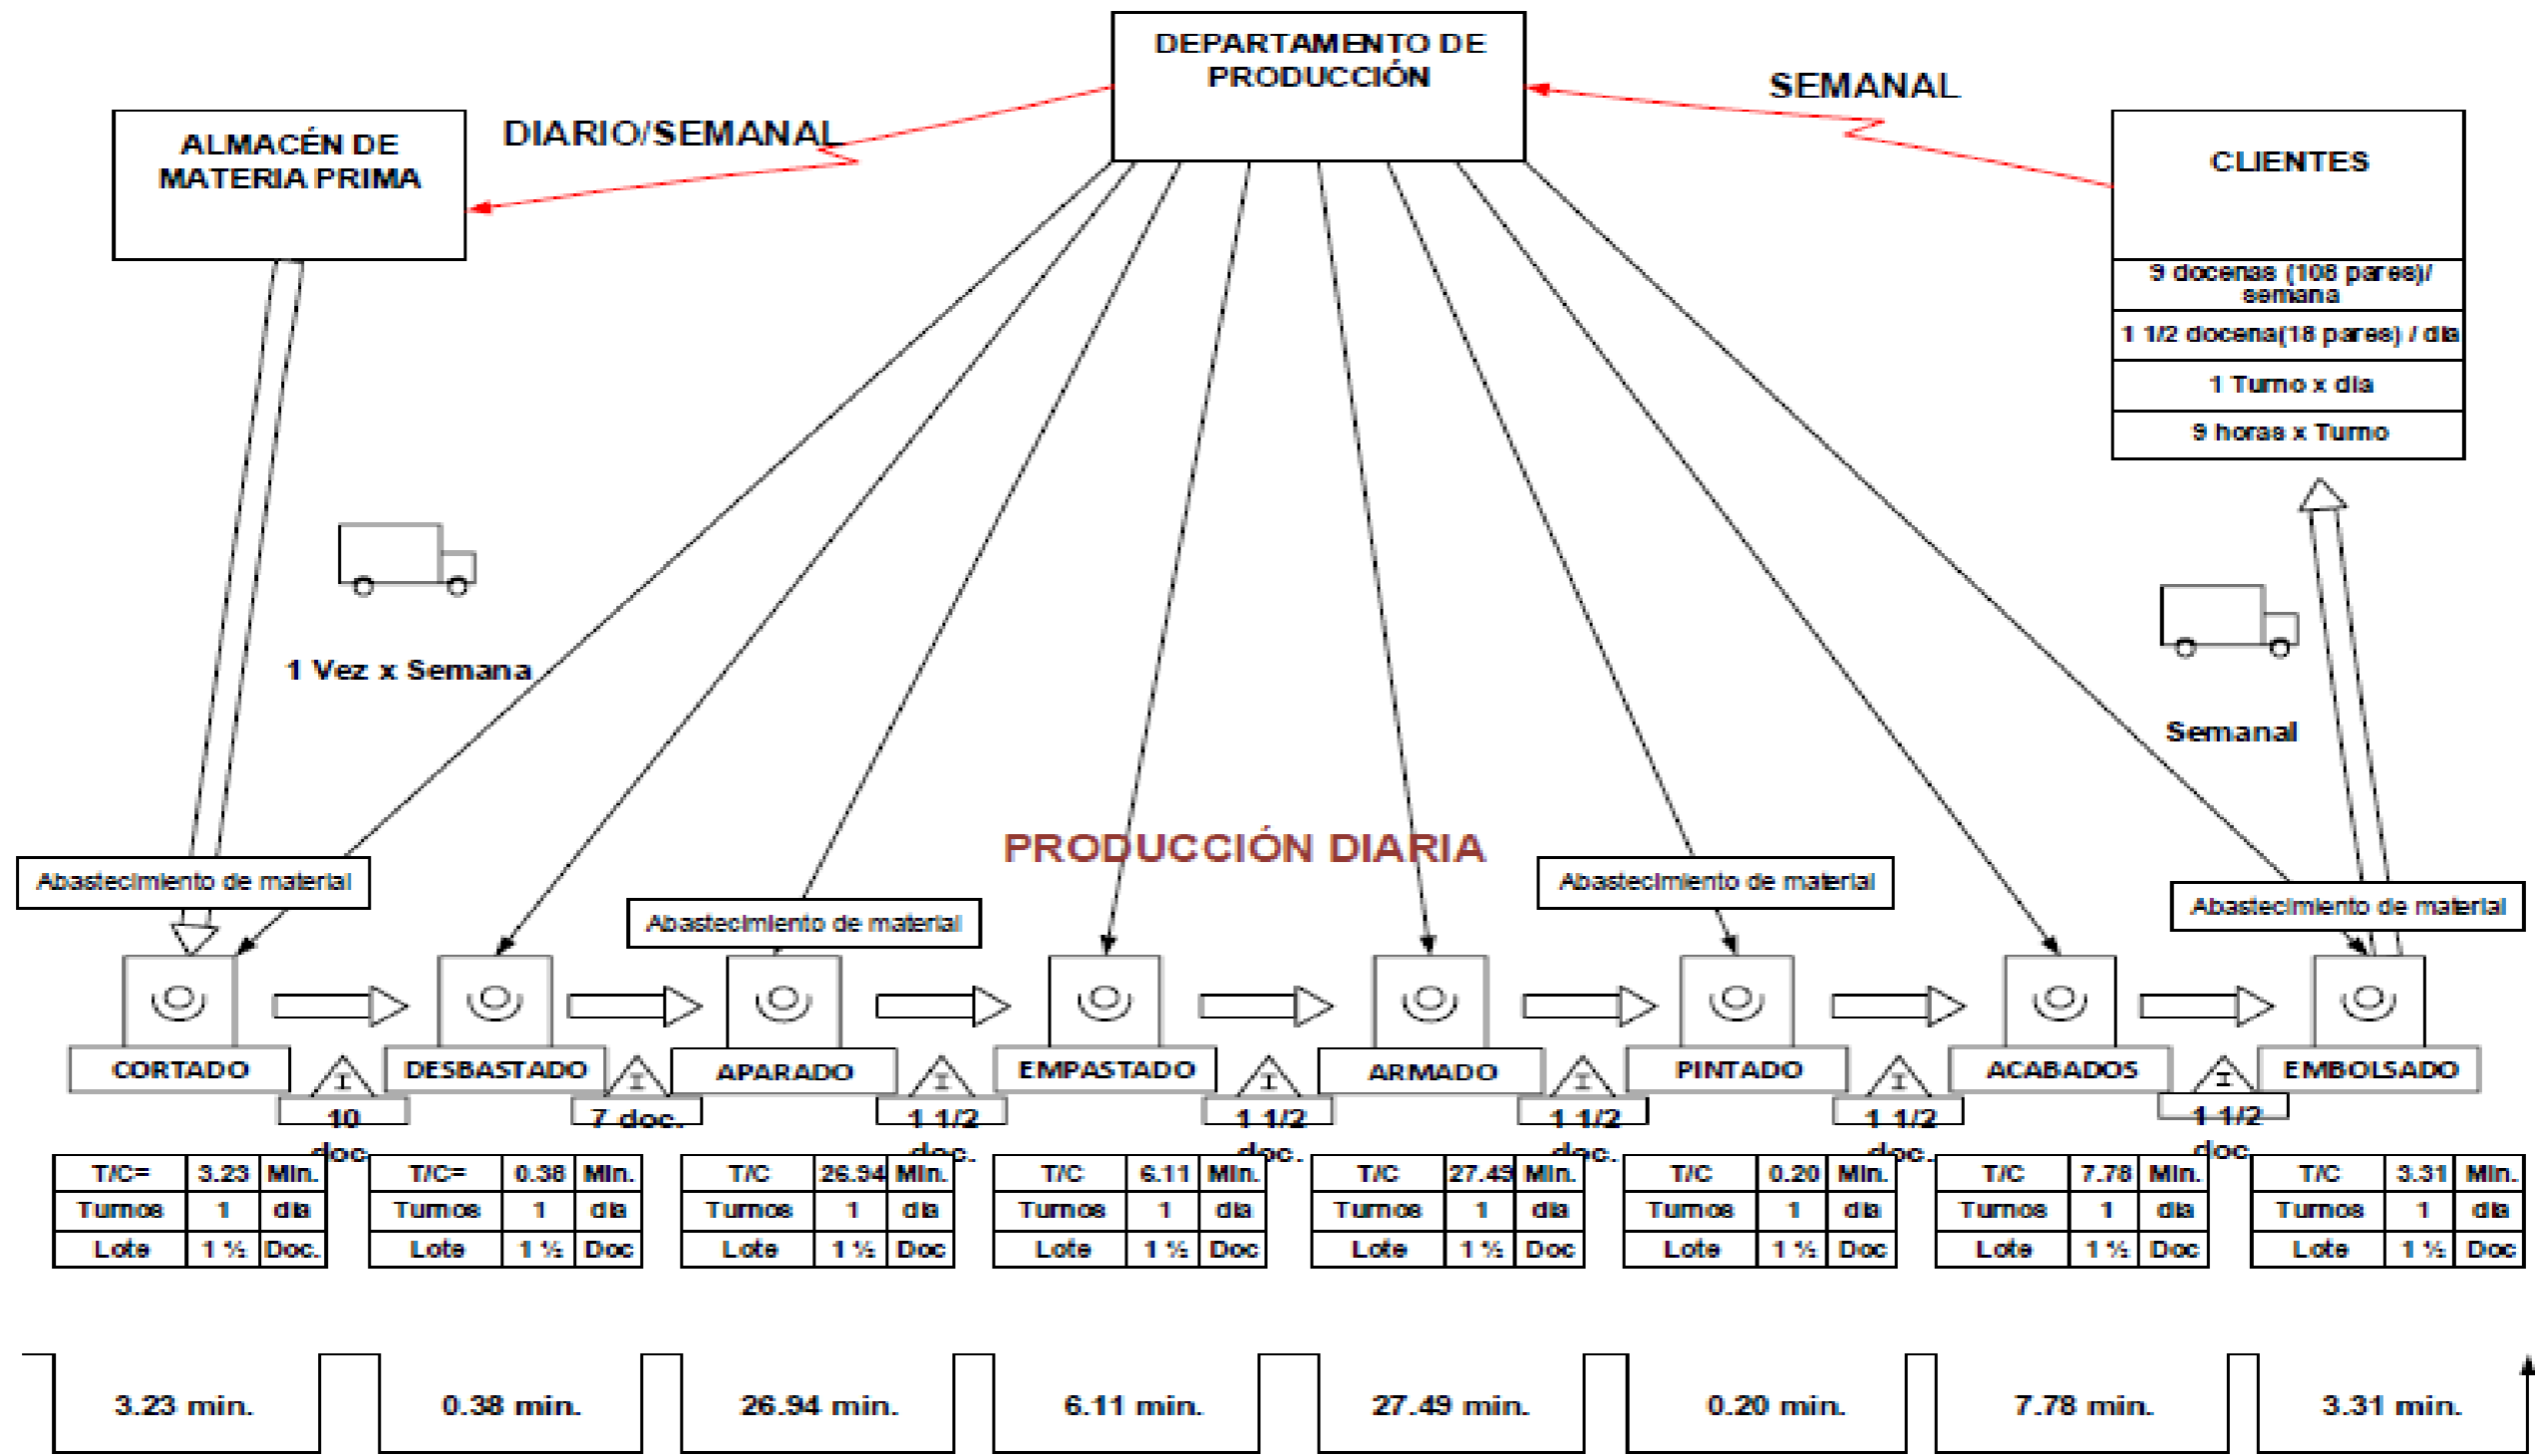 DEPARTAMENTO DE
PRODUCCIÓN
SEMANAL
DIARIO/SEMANAL
ALMACÉN DE
MATERIA PRIMA
CLIENTES
9 docenas (108 pares)/
semana
1 1/2 docena(18 pares) / día
1 Turno x día
9 horas x Turno
1 Vez x Semana
Semanal
PRODUCCIÓN DIARIA
Abastecimiento de material
Abastecimiento de material
Abastecimiento de material
Abastecimiento de material
CORTADO
DESBASTADO
APARADO
EMPASTADO
ARMADO
PINTADO
ACABADOS
EMBOLSADO
I
I
I
I
I
I
I
10
doc.
7 doc.
1 1/2
doc.
1 1/2
doc.
1 1/2
doc.
1 1/2
doc.
1 1/2
doc.
T/C= 3.23 Min.
Turnos 1 día
Lote 1 ½ Doc.
T/C= 0.38 Min.
Turnos 1 día
Lote 1 ½ Doc
T/C 26.94 Min.
Turnos 1 día
Lote 1 ½ Doc
T/C 6.11 Min.
Turnos 1 día
Lote 1 ½ Doc
T/C 27.49 Min.
Turnos 1 día
Lote 1 ½ Doc
T/C 0.20 Min.
Turnos 1 día
Lote 1 ½ Doc
T/C 7.78 Min.
Turnos 1 día
Lote 1 ½ Doc
T/C 3.31 Min.
Turnos 1 día
Lote 1 ½ Doc
3.23 min.
0.38 min.
26.94 min.
6.11 min.
27.49 min.
0.20 min.
7.78 min.
3.31 min.